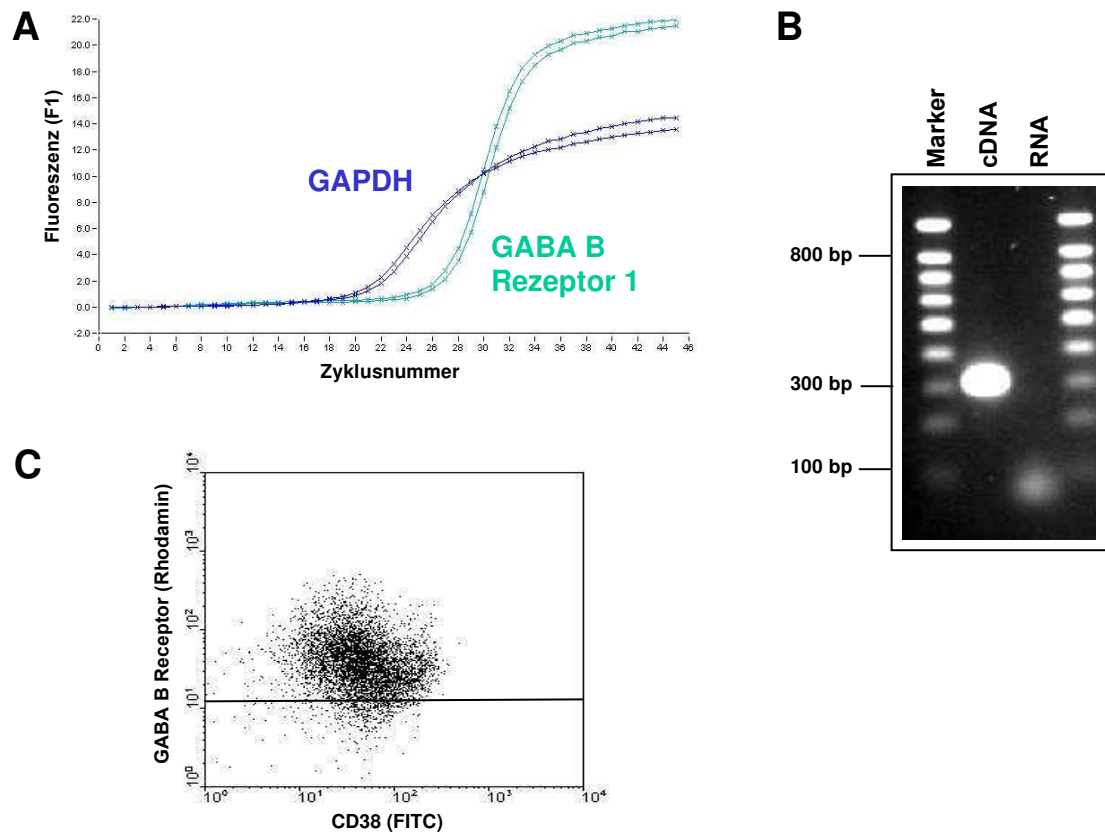 A
Fluoreszenz (F1)
22.0
20.0
18.0
16.0
14.0
12.0
10.0
8.0
6.0
4.0
2.0
0.0
-2.0
GAPDH
GABA B
Rezeptor 1
0 2 4 6 8 10 12 14 16 18 20 22 24 26 28 30 32 34 36 38 40 42 44 46
Zyklusnummer
B
Marker
cDNA
RNA
800 bp
300 bp
100 bp
C
GABA B Receptor (Rhodamin)
10⁴
10³
10²
10¹
10⁰
10⁰ 10¹ 10² 10³ 10⁴
CD38 (FITC)